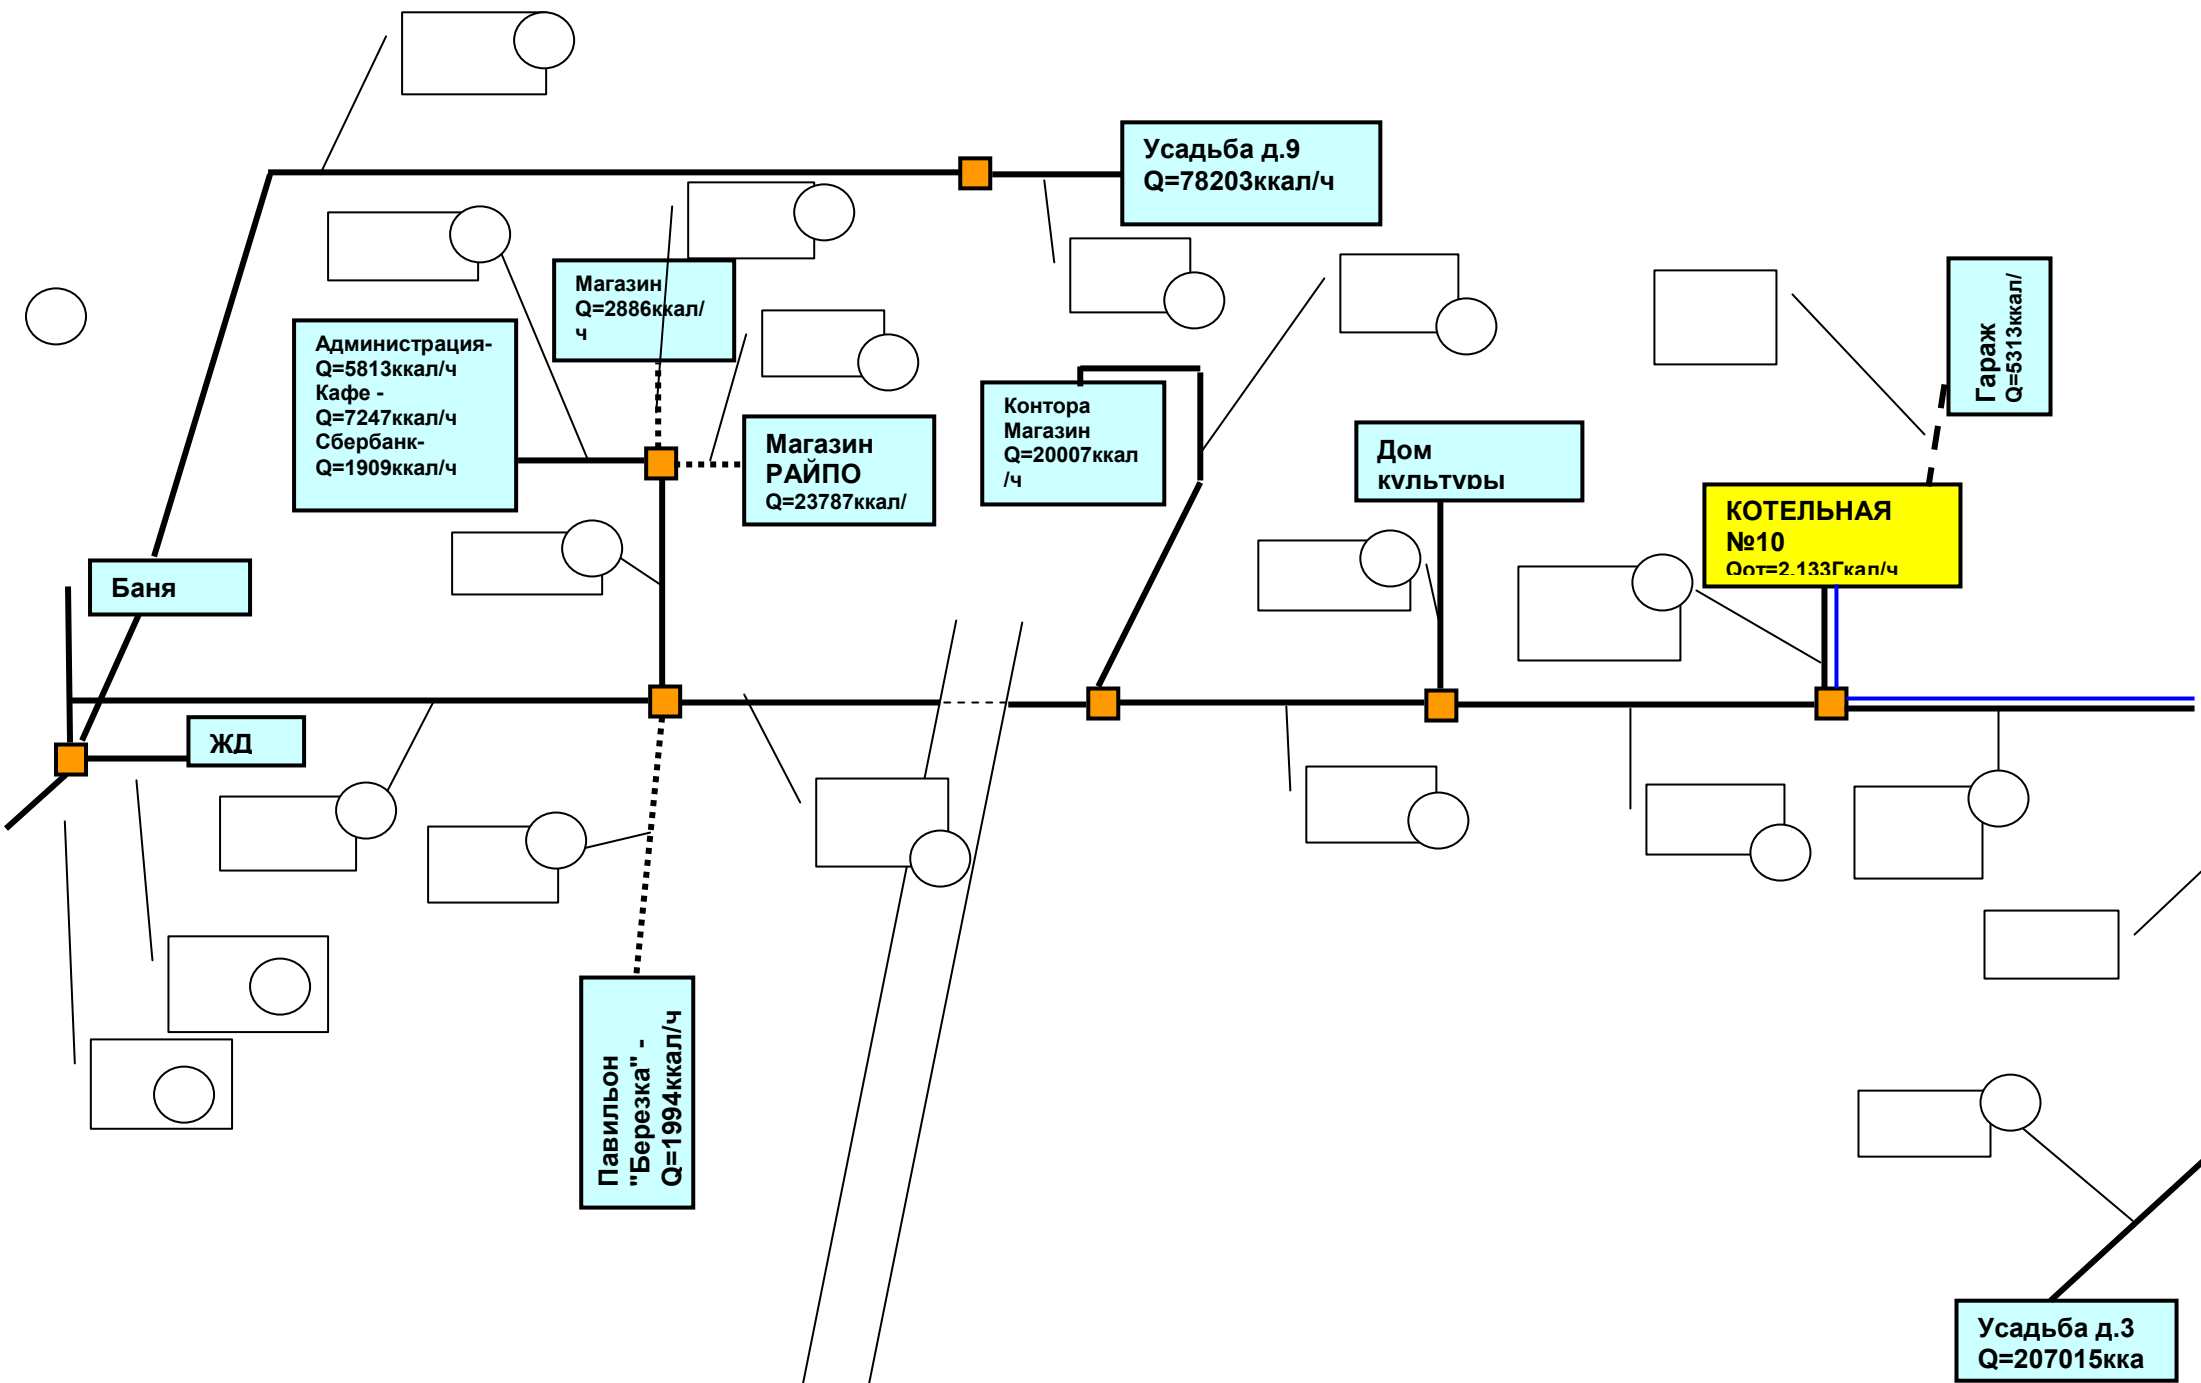 Усадьба д.9
Q=78203ккал/ч
Магазин
Q=2886ккал/
ч
Гараж
Q=5313ккал/
Администрация-
Q=5813ккал/ч
Кафе -
Q=7247ккал/ч
Сбербанк-
Q=1909ккал/ч
Магазин
РАЙПО
Q=23787ккал/
Контора
Магазин
Q=20007ккал
/ч
Дом
культуры
КОТЕЛЬНАЯ
№10
Qот=2.133Гкал/ч
Баня
ЖД
Павильон
"Березка" -
Q=1994ккал/ч
Усадьба д.3
Q=207015кка